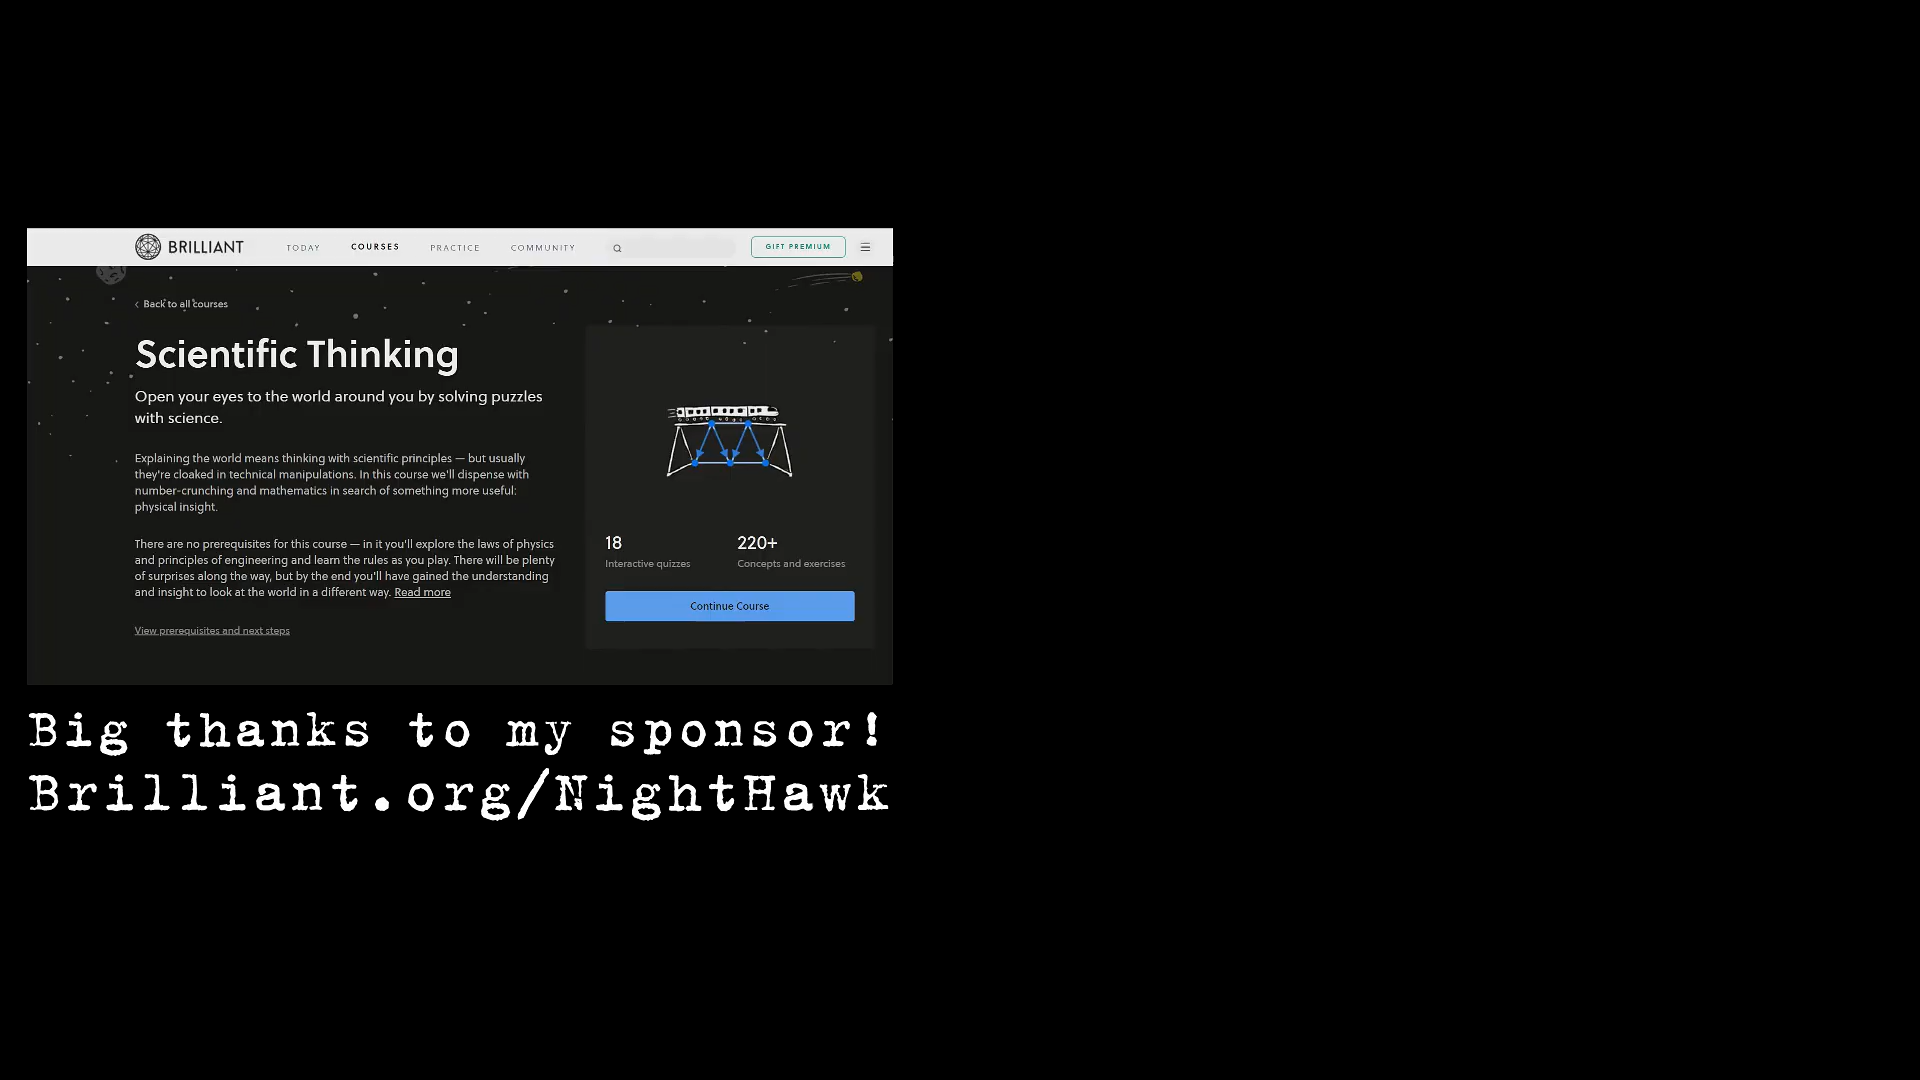 BRILLIANT TODAY COURSES PRACTICE COMMUNITY GIFT PREMIUM
Back to all courses
Scientific Thinking
Open your eyes to the world around you by solving puzzles
with science.
Explaining the world means thinking with scientific principles — but usually
they're cloaked in technical manipulations. In this course we'll dispense with
number-crunching and mathematics in search of something more useful:
physical insight.
There are no prerequisites for this course — in it you'll explore the laws of physics
and principles of engineering and learn the rules as you play. There will be plenty
of surprises along the way, but by the end you'll have gained the understanding
and insight to look at the world in a different way. Read more
View prerequisites and next steps
18
Interactive quizzes
220+
Concepts and exercises
Continue Course
Big thanks to my sponsor!
Brilliant.org/NightHawk